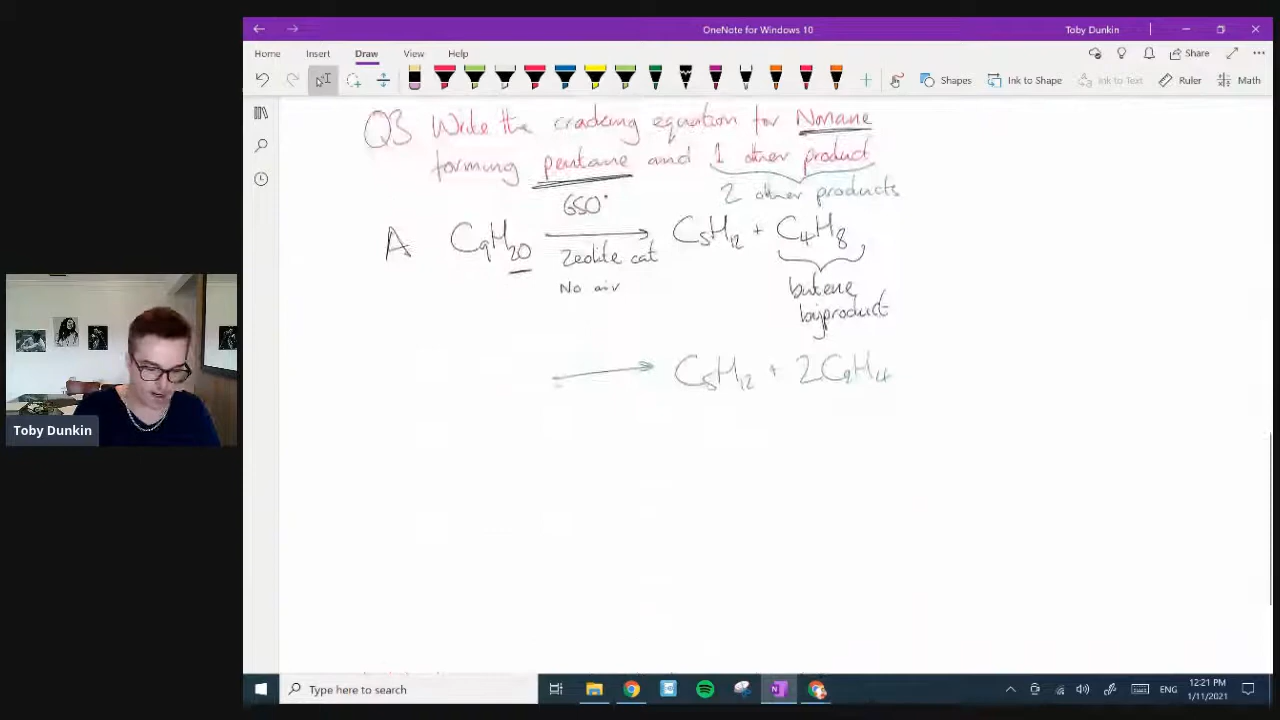 OneNote for Windows 10
Toby Dunkin
Home Insert Draw View Help
Share
Shapes Ink to Shape Ink to Text Ruler Math
Q3 Write the cracking equation for Nonane
forming pentane and 1 other product
2 other products
650°
A C9H20 → C5H12 + C4H8
Zeolite cat
No air
butene
biproduct
→ C5H12 + 2C2H4
Toby Dunkin
Type here to search
ENG
12:21 PM
1/11/2021